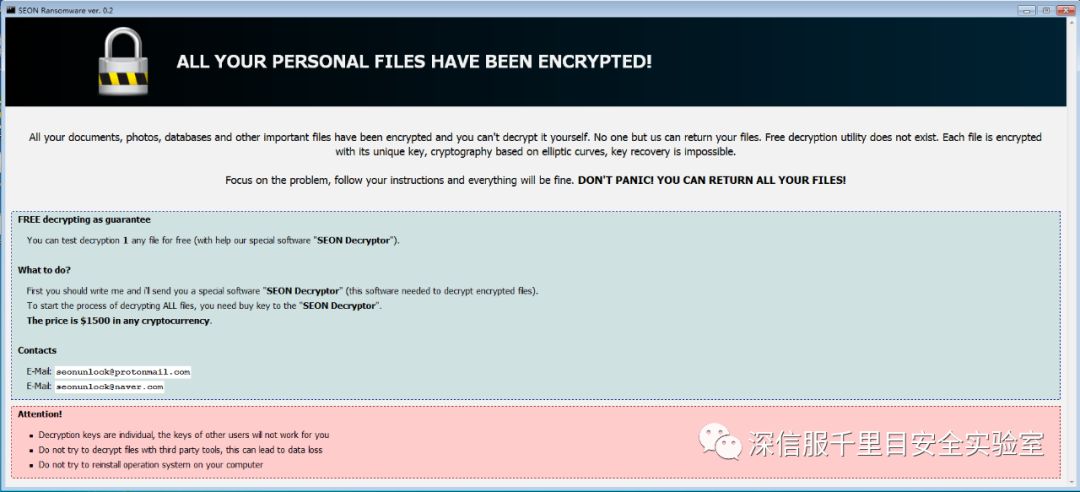 SEON Ransomware ver. 0.2
ALL YOUR PERSONAL FILES HAVE BEEN ENCRYPTED!
All your documents, photos, databases and other important files have been encrypted and you can't decrypt it yourself. No one but us can return your files. Free decryption utility does not exist. Each file is encrypted
with its unique key, cryptography based on elliptic curves, key recovery is impossible.
Focus on the problem, follow your instructions and everything will be fine. DON'T PANIC! YOU CAN RETURN ALL YOUR FILES!
FREE decrypting as guarantee
You can test decryption 1 any file for free (with help our special software "SEON Decryptor").
What to do?
First you should write me and i'll send you a special software "SEON Decryptor" (this software needed to decrypt encrypted files).
To start the process of decrypting ALL files, you need buy key to the "SEON Decryptor".
The price is $1500 in any cryptocurrency.
Contacts
E-Mail: seonunlock@protonmail.com
E-Mail: seonunlock@naver.com
Attention!
Decryption keys are individual, the keys of other users will not work for you
Do not try to decrypt files with third party tools, this can lead to data loss
Do not try to reinstall operation system on your computer
深信服千里目安全实验室